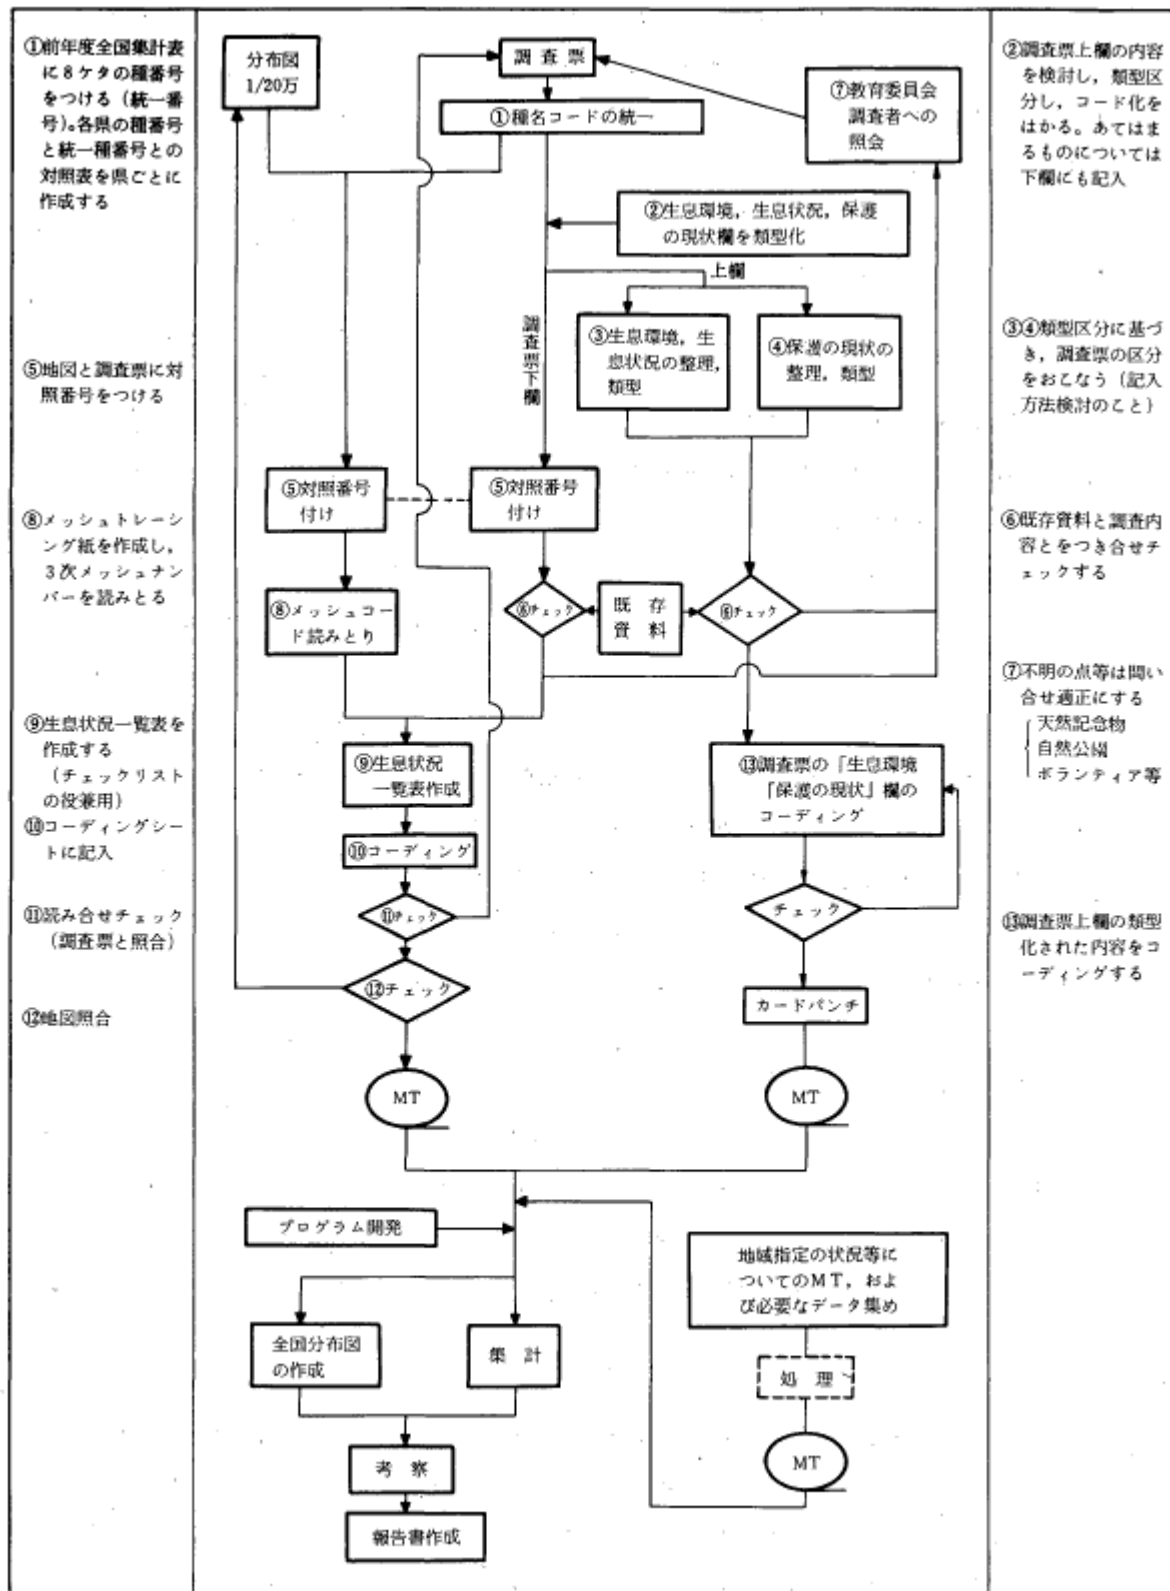 ①前年度全国集計表
に8ケタの種番号
をつける（統一番
号）。各県の種番号
と統一種番号との
対照表を県ごとに
作成する
⑤地図と調査票に対
照番号をつける
⑧メッシュトレーシ
ング紙を作成し，
3次メッシュナン
バーを読みとる
⑨生息状況一覧表を
作成する
（チェックリスト
の役兼用）
⑩コーディングシー
トに記入
⑪読み合せチェック
（調査票と照合）
⑫地図照合
分布図
1/20万
調査票
①種名コードの統一
⑦教育委員会
調査者への
照会
②生息環境，生息状況，保護
の現状欄を類型化
上欄
調査票下欄
③生息環境，生
息状況の整理，
類型
④保護の現状の
整理，類型
⑤対照番号
付け
⑤対照番号
付け
⑧メッシュコー
ド読みとり
⑥チェック
既存
資料
⑥チェック
⑨生息状況
一覧表作成
⑬調査票の「生息環境
「保護の現状」欄の
コーディング
⑩コーディング
⑪チェック
チェック
⑫チェック
カードパンチ
MT
MT
プログラム開発
地域指定の状況等に
ついてのMT，およ
び必要なデータ集め
全国分布図
の作成
集計
処理
MT
考察
報告書作成
②調査票上欄の内容
を検討し，類型区
分し，コード化を
はかる。あてはま
るものについては
下欄にも記入
③④類型区分に基づ
き，調査票の区分
をおこなう（記入
方法検討のこと）
⑥既存資料と調査内
容とをつき合せチ
ェックする
⑦不明の点等は問い
合せ適正にする
天然記念物
自然公園
ボランティア等
⑬調査票上欄の類型
化された内容をコ
ーディングする